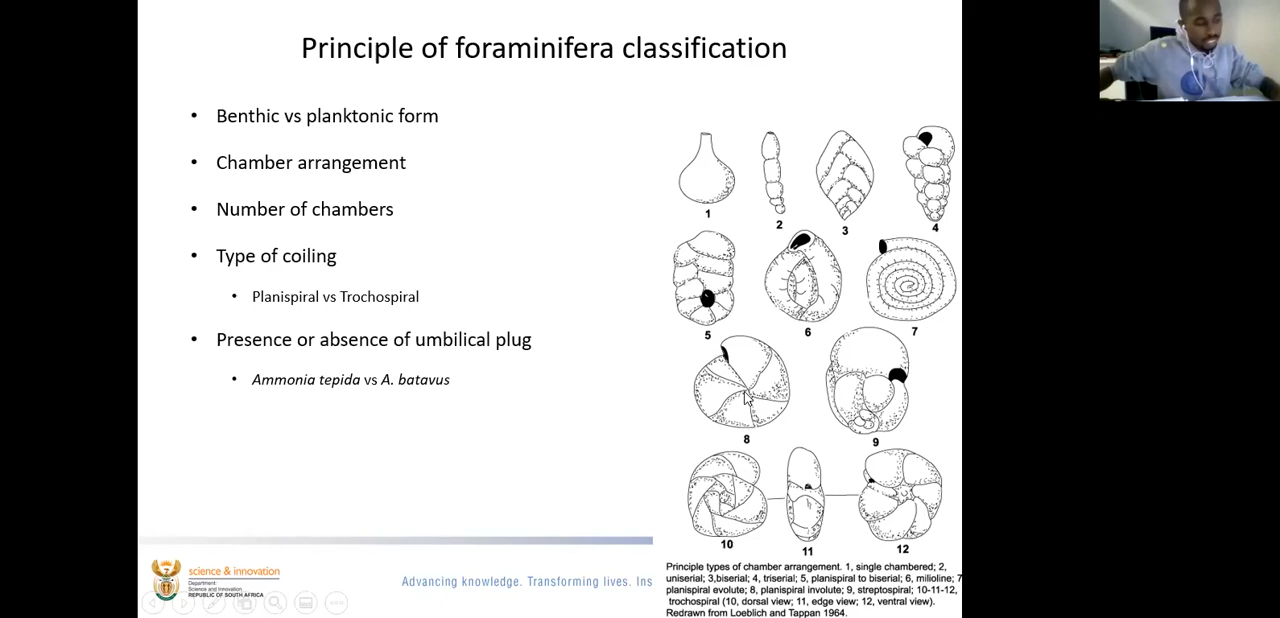 Principle of foraminifera classification
• Benthic vs planktonic form
• Chamber arrangement
• Number of chambers
• Type of coiling
• Planispiral vs Trochospiral
• Presence or absence of umbilical plug
• Ammonia tepida vs A. batavus
1
2
3
4
5
6
7
8
9
10
11
12
Principle types of chamber arrangement. 1, single chambered; 2,
uniserial; 3,biserial; 4, triserial; 5, planispiral to biserial; 6, milioline; 7
planispiral evolute; 8, planispiral involute; 9, streptospiral; 10-11-12,
trochospiral (10, dorsal view; 11, edge view; 12, ventral view).
Redrawn from Loeblich and Tappan 1964.
science & innovation
Department:
Science and Innovation
REPUBLIC OF SOUTH AFRICA
Advancing knowledge. Transforming lives. Ins